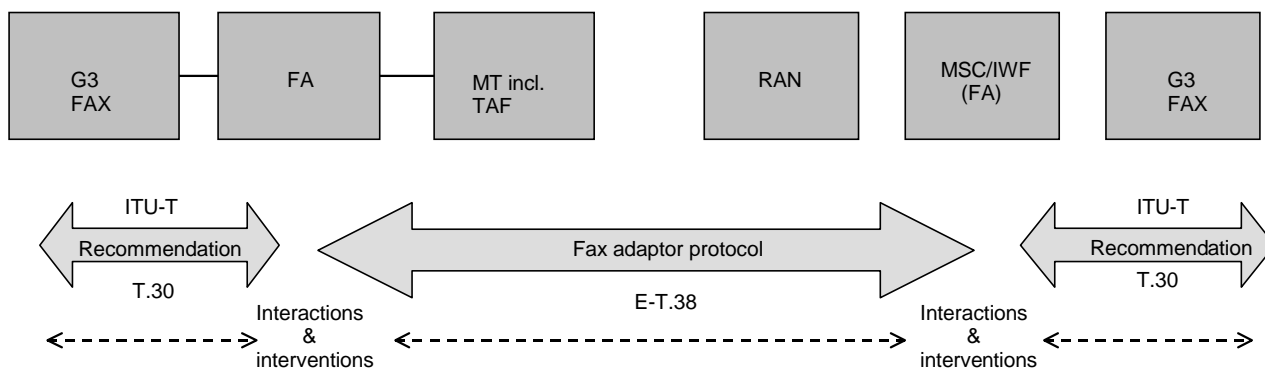 G3
FAX
FA
MT incl.
TAF
RAN
MSC/IWF
(FA)
G3
FAX
ITU-T
Recommendation
T.30
Fax adaptor protocol
E-T.38
ITU-T
Recommendation
T.30
Interactions
&
interventions
Interactions
&
interventions